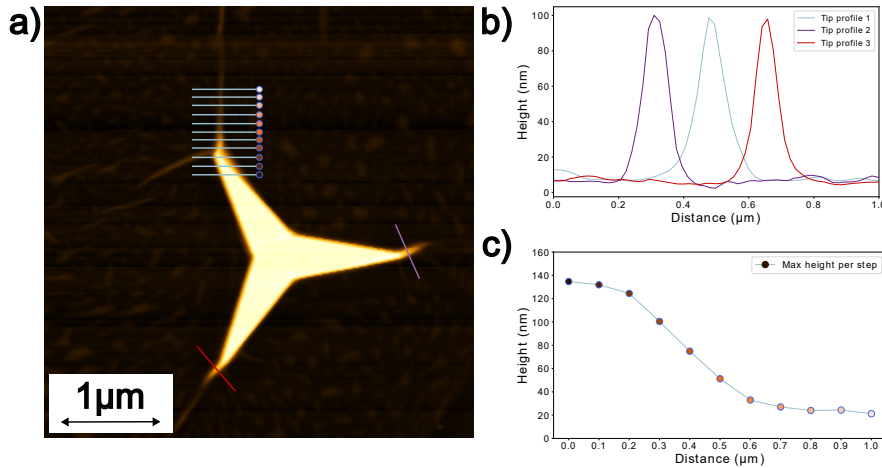 a)
1μm
b)
Height (nm)
100
80
60
40
20
0
Tip profile 1
Tip profile 2
Tip profile 3
0.0 0.2 0.4 0.6 0.8 1.0
Distance (μm)
c)
Height (nm)
160
140
120
100
80
60
40
20
0
Max height per step
0.0 0.1 0.2 0.3 0.4 0.5 0.6 0.7 0.8 0.9 1.0
Distance (μm)